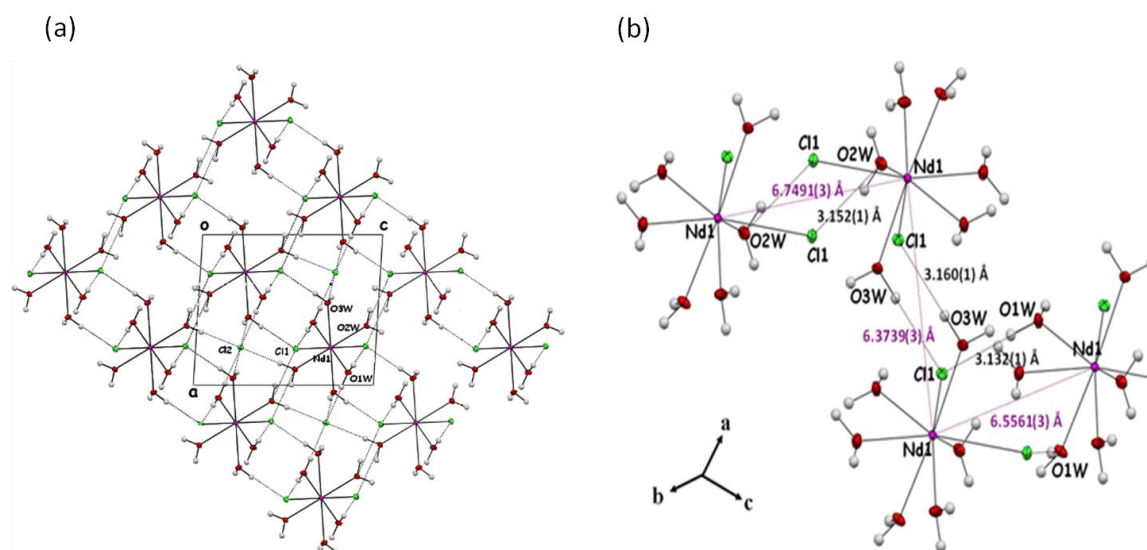 (a)
(b)
o
c
O3W
O2W
Cl2
Cl1
Nd1
O1W
a
Cl1
O2W
Nd1
6.7491(3) Å
3.152(1) Å
Nd1
O2W
Cl1
Cl1
O3W
3.160(1) Å
O3W
O1W
6.3739(3) Å
3.132(1) Å
Nd1
Cl1
6.5561(3) Å
Nd1
O1W
a
b
c